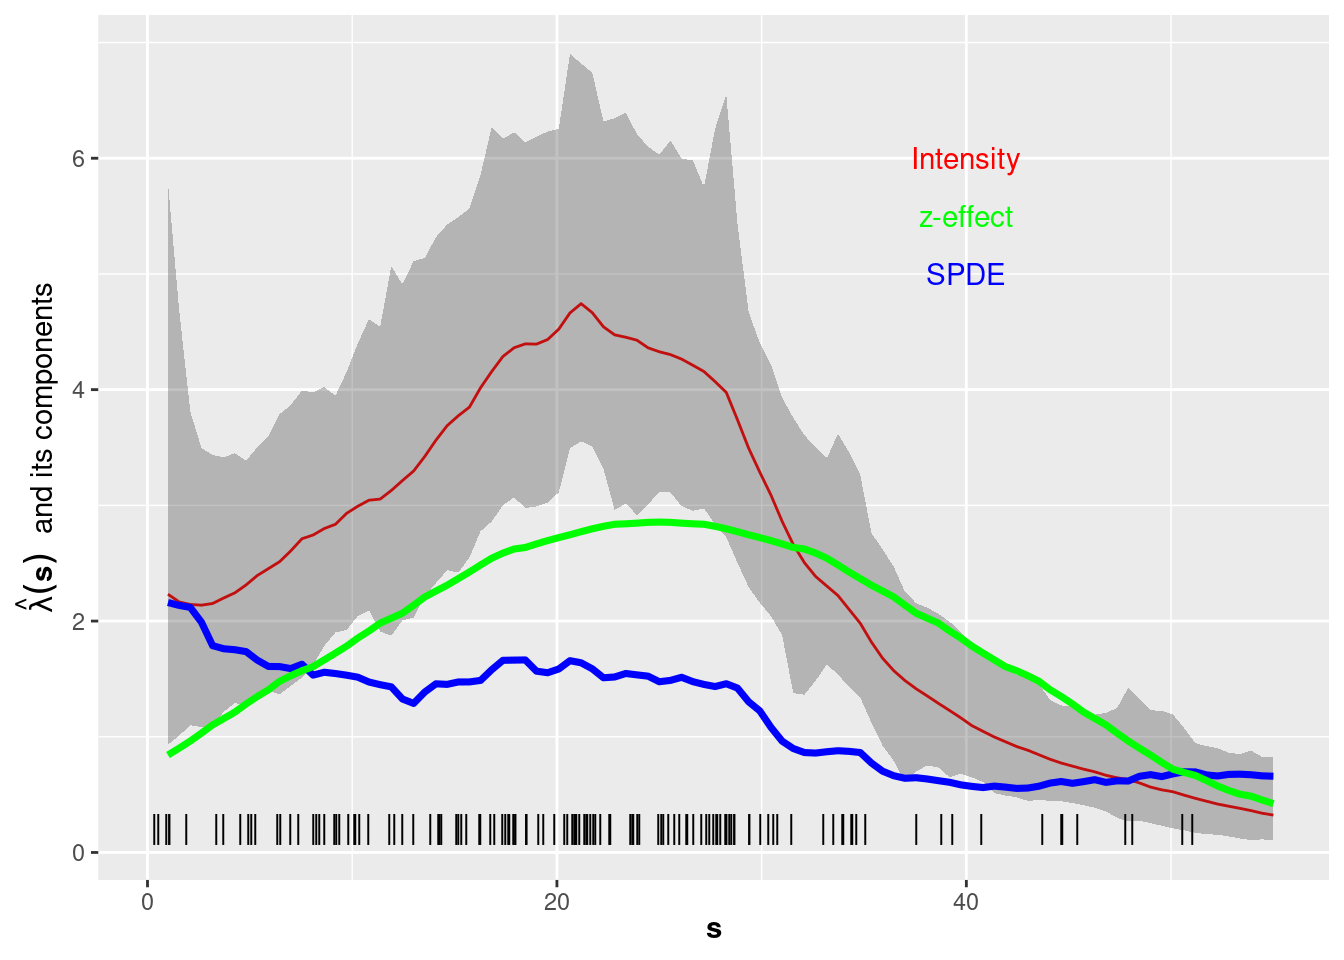 λ̂(s) and its components
6
4
2
0
Intensity
z-effect
SPDE
0 20 40
s